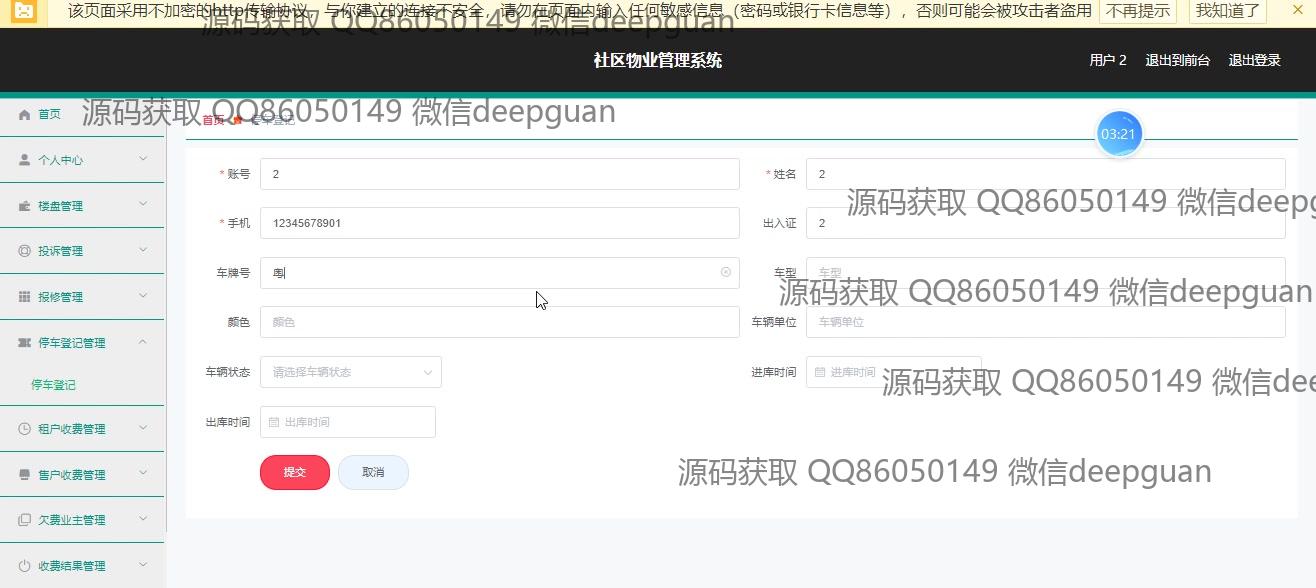 该页面采用不加密的http传输协议，与你建立的连接不安全，请勿在页面内输入任何敏感信息（密码或银行卡信息等），否则可能会被攻击者盗用 不再提示 我知道了
源码获取 QQ86050149 微信deepguan
社区物业管理系统
用户 2 退出到前台 退出登录
首页
源码获取 QQ86050149 微信deepguan
首页 停车登记
03:21
个人中心
楼盘管理
投诉管理
报修管理
停车登记管理
停车登记
租户收费管理
售户收费管理
欠费业主管理
收费结果管理
* 账号 2
* 姓名 2
源码获取 QQ86050149 微信deepg
* 手机 12345678901
出入证 2
车牌号
车型 车型
源码获取 QQ86050149 微信deepguan
颜色 颜色
车辆单位 车辆单位
车辆状态 请选择车辆状态
进库时间 进库时间
源码获取 QQ86050149 微信dee
出库时间 出库时间
提交 取消
源码获取 QQ86050149 微信deepguan